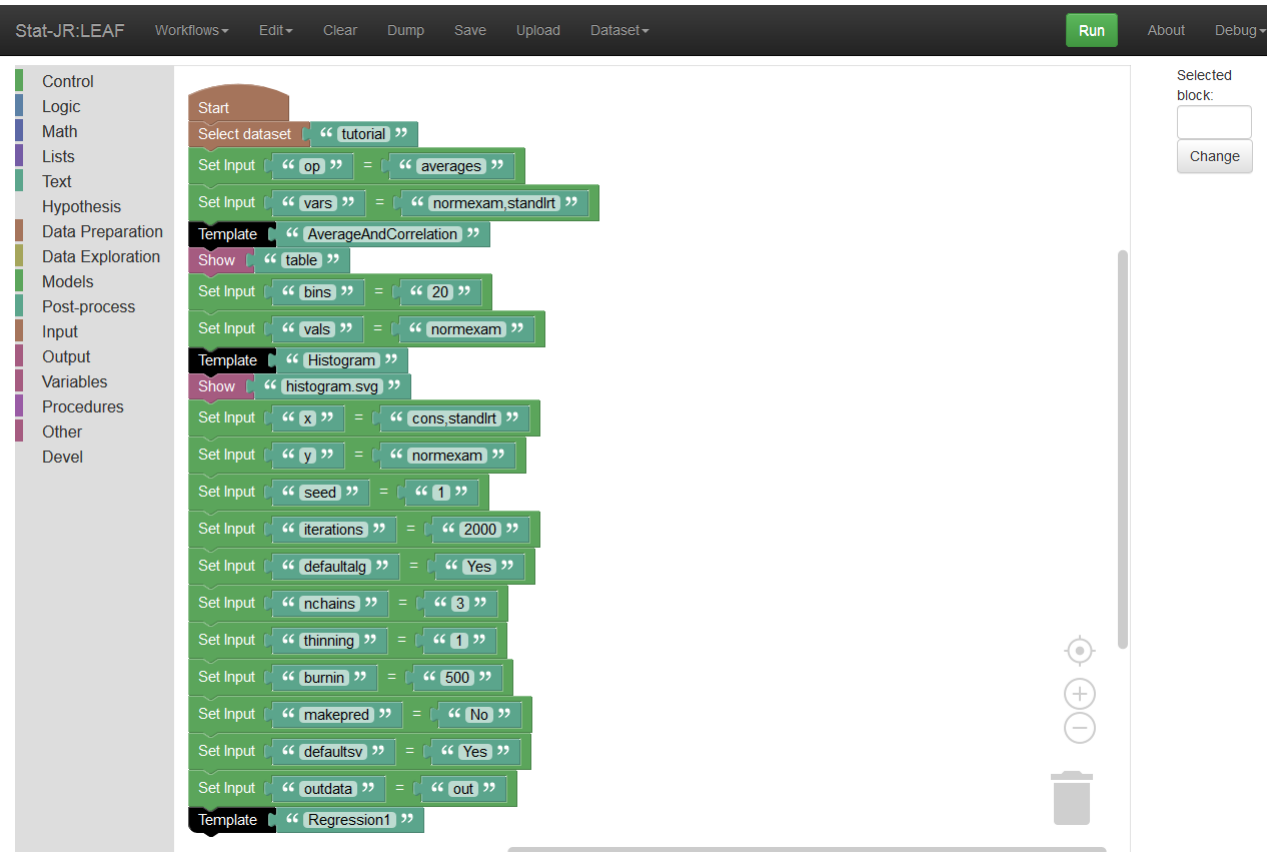 Stat-JR:LEAF Workflows Edit Clear Dump Save Upload Dataset Run About Debug
Control
Logic
Math
Lists
Text
Hypothesis
Data Preparation
Data Exploration
Models
Post-process
Input
Output
Variables
Procedures
Other
Devel
Start
Select dataset “ tutorial ”
Set Input “ op ” = “ averages ”
Set Input “ vars ” = “ normexam,standlrt ”
Template “ AverageAndCorrelation ”
Show “ table ”
Set Input “ bins ” = “ 20 ”
Set Input “ vals ” = “ normexam ”
Template “ Histogram ”
Show “ histogram.svg ”
Set Input “ x ” = “ cons,standlrt ”
Set Input “ y ” = “ normexam ”
Set Input “ seed ” = “ 1 ”
Set Input “ iterations ” = “ 2000 ”
Set Input “ defaultalg ” = “ Yes ”
Set Input “ nchains ” = “ 3 ”
Set Input “ thinning ” = “ 1 ”
Set Input “ burnin ” = “ 500 ”
Set Input “ makepred ” = “ No ”
Set Input “ defaultsv ” = “ Yes ”
Set Input “ outdata ” = “ out ”
Template “ Regression1 ”
Selected
block:
Change